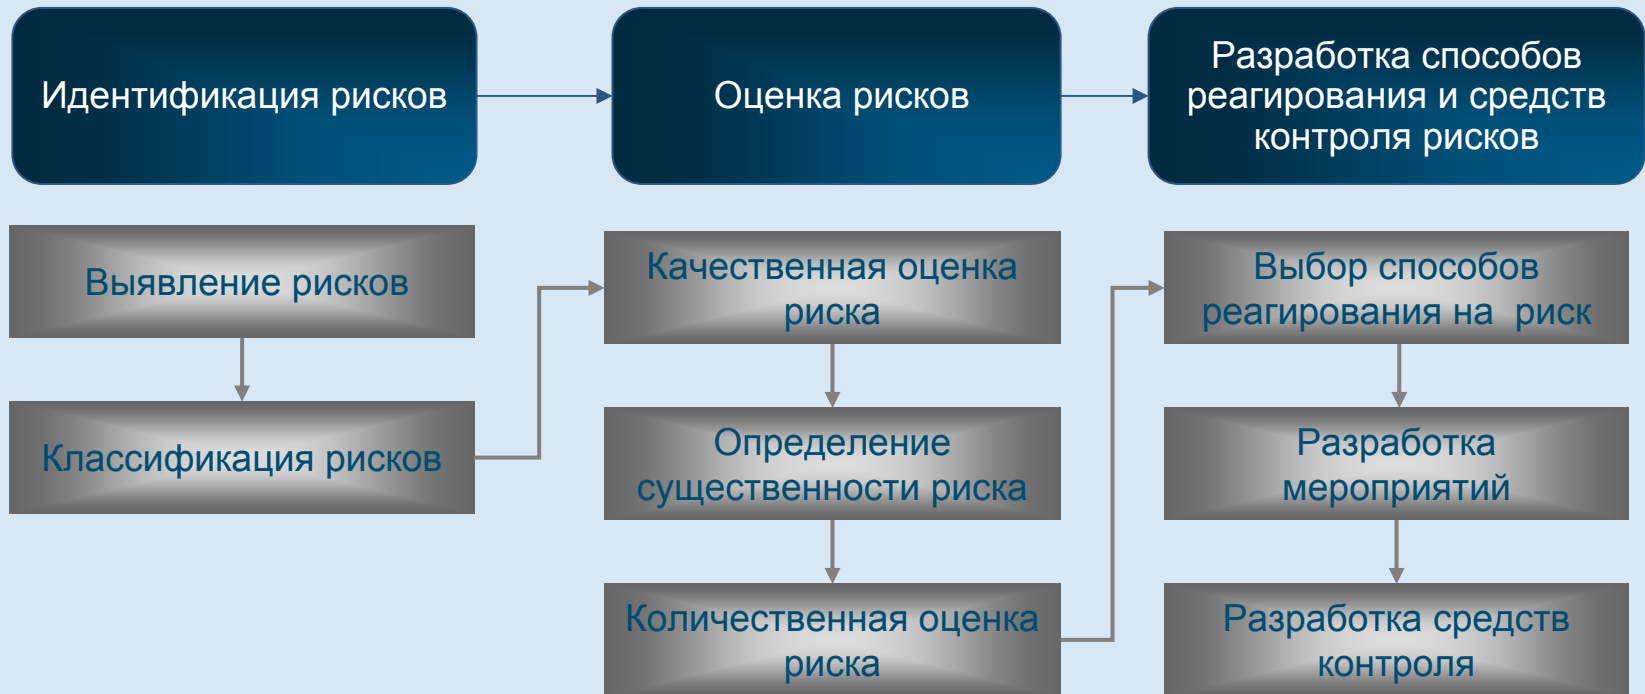 Идентификация рисков
Оценка рисков
Разработка способов
реагирования и средств
контроля рисков
Выявление рисков
Классификация рисков
Качественная оценка
риска
Определение
существенности риска
Количественная оценка
риска
Выбор способов
реагирования на  риск
Разработка
мероприятий
Разработка средств
контроля